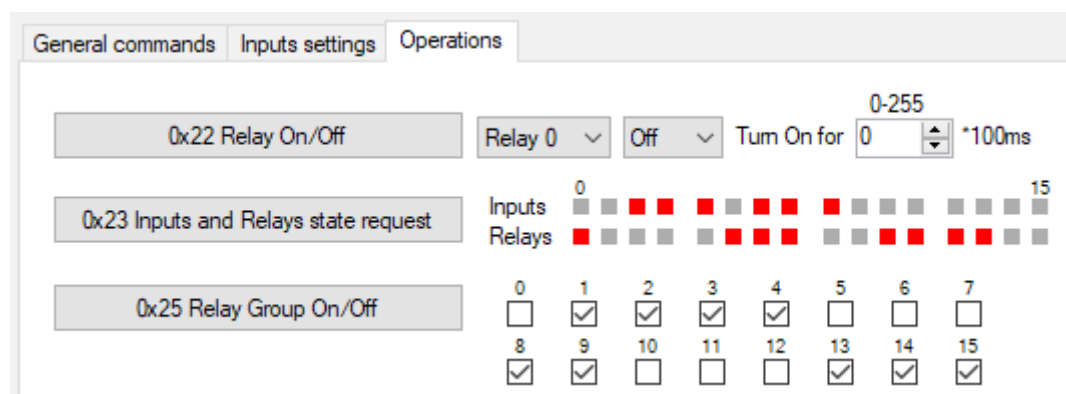 General commands Inputs settings Operations
0-255
0x22 Relay On/Off Relay 0 Off Turn On for 0 *100ms
0 15
0x23 Inputs and Relays state request Inputs
Relays
0x25 Relay Group On/Off 0 1 2 3 4 5 6 7
8 9 10 11 12 13 14 15